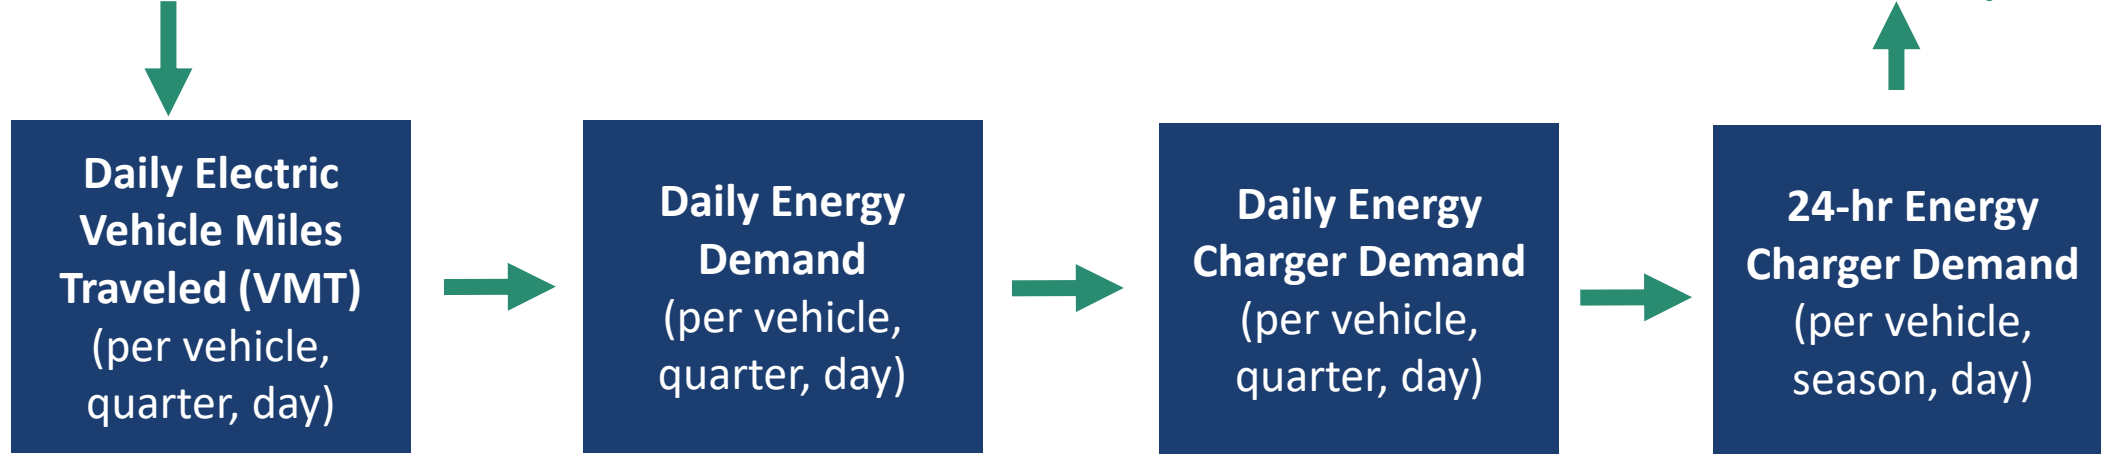 Daily Electric
Vehicle Miles
Traveled (VMT)
(per vehicle,
quarter, day)
Daily Energy
Demand
(per vehicle,
quarter, day)
Daily Energy
Charger Demand
(per vehicle,
quarter, day)
24-hr Energy
Charger Demand
(per vehicle,
season, day)